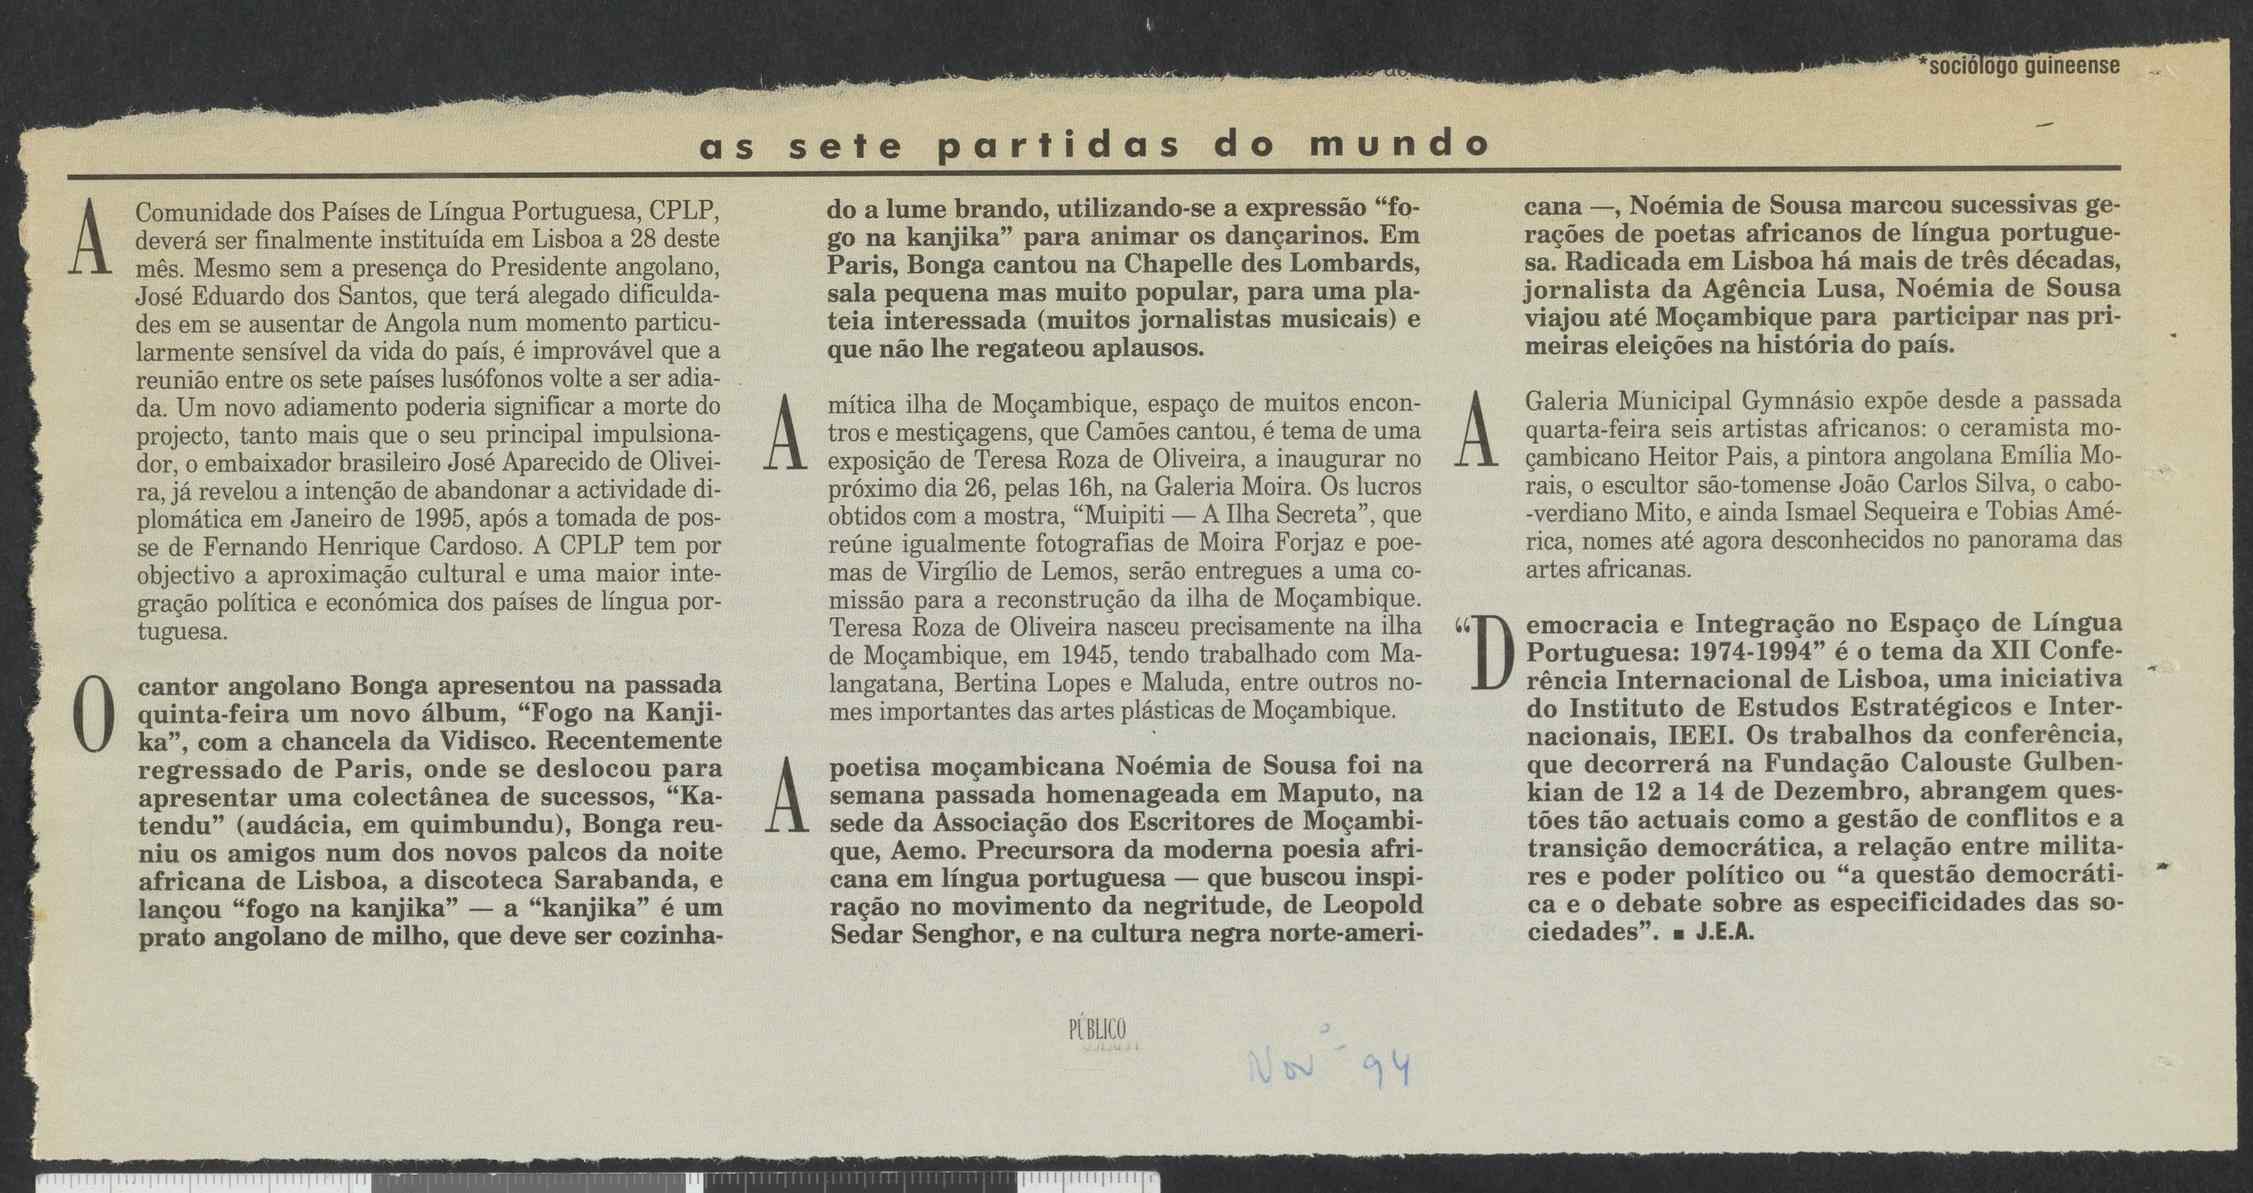 *sociólogo guineense
as sete partidas do mundo
A Comunidade dos Países de Língua Portuguesa, CPLP,
deverá ser finalmente instituída em Lisboa a 28 deste
mês. Mesmo sem a presença do Presidente angolano,
José Eduardo dos Santos, que terá alegado dificulda-
des em se ausentar de Angola num momento particu-
larmente sensível da vida do país, é improvável que a
reunião entre os sete países lusófonos volte a ser adia-
da. Um novo adiamento poderia significar a morte do
projecto, tanto mais que o seu principal impulsiona-
dor, o embaixador brasileiro José Aparecido de Olivei-
ra, já revelou a intenção de abandonar a actividade di-
plomática em Janeiro de 1995, após a tomada de pos-
se de Fernando Henrique Cardoso. A CPLP tem por
objectivo a aproximação cultural e uma maior inte-
gração política e económica dos países de língua por-
tuguesa.
O cantor angolano Bonga apresentou na passada
quinta-feira um novo álbum, “Fogo na Kanji-
ka”, com a chancela da Vidisco. Recentemente
regressado de Paris, onde se deslocou para
apresentar uma colectânea de sucessos, “Ka-
tendu” (audácia, em quimbundu), Bonga reu-
niu os amigos num dos novos palcos da noite
africana de Lisboa, a discoteca Sarabanda, e
lançou “fogo na kanjika” — a “kanjika” é um
prato angolano de milho, que deve ser cozinha-
do a lume brando, utilizando-se a expressão “fo-
go na kanjika” para animar os dançarinos. Em
Paris, Bonga cantou na Chapelle des Lombards,
sala pequena mas muito popular, para uma pla-
teia interessada (muitos jornalistas musicais) e
que não lhe regateou aplausos.
A mítica ilha de Moçambique, espaço de muitos encon-
tros e mestiçagens, que Camões cantou, é tema de uma
exposição de Teresa Roza de Oliveira, a inaugurar no
próximo dia 26, pelas 16h, na Galeria Moira. Os lucros
obtidos com a mostra, “Muipiti — A Ilha Secreta”, que
reúne igualmente fotografias de Moira Forjaz e poe-
mas de Virgílio de Lemos, serão entregues a uma co-
missão para a reconstrução da ilha de Moçambique.
Teresa Roza de Oliveira nasceu precisamente na ilha
de Moçambique, em 1945, tendo trabalhado com Ma-
langatana, Bertina Lopes e Maluda, entre outros no-
mes importantes das artes plásticas de Moçambique.
A poetisa moçambicana Noémia de Sousa foi na
semana passada homenageada em Maputo, na
sede da Associação dos Escritores de Moçambi-
que, Aemo. Precursora da moderna poesia afri-
cana em língua portuguesa — que buscou inspi-
ração no movimento da negritude, de Leopold
Sedar Senghor, e na cultura negra norte-ameri-
cana —, Noémia de Sousa marcou sucessivas ge-
rações de poetas africanos de língua portugue-
sa. Radicada em Lisboa há mais de três décadas,
jornalista da Agência Lusa, Noémia de Sousa
viajou até Moçambique para participar nas pri-
meiras eleições na história do país.
A Galeria Municipal Gymnásio expõe desde a passada
quarta-feira seis artistas africanos: o ceramista mo-
çambicano Heitor Pais, a pintora angolana Emília Mo-
rais, o escultor são-tomense João Carlos Silva, o cabo-
-verdiano Mito, e ainda Ismael Sequeira e Tobias Amé-
rica, nomes até agora desconhecidos no panorama das
artes africanas.
“Democracia e Integração no Espaço de Língua
Portuguesa: 1974-1994” é o tema da XII Confe-
rência Internacional de Lisboa, uma iniciativa
do Instituto de Estudos Estratégicos e Inter-
nacionais, IEEI. Os trabalhos da conferência,
que decorrerá na Fundação Calouste Gulben-
kian de 12 a 14 de Dezembro, abrangem ques-
tões tão actuais como a gestão de conflitos e a
transição democrática, a relação entre milita-
res e poder político ou “a questão democráti-
ca e o debate sobre as especificidades das so-
ciedades”. ■ J.E.A.
PÚBLICO
Novº 94